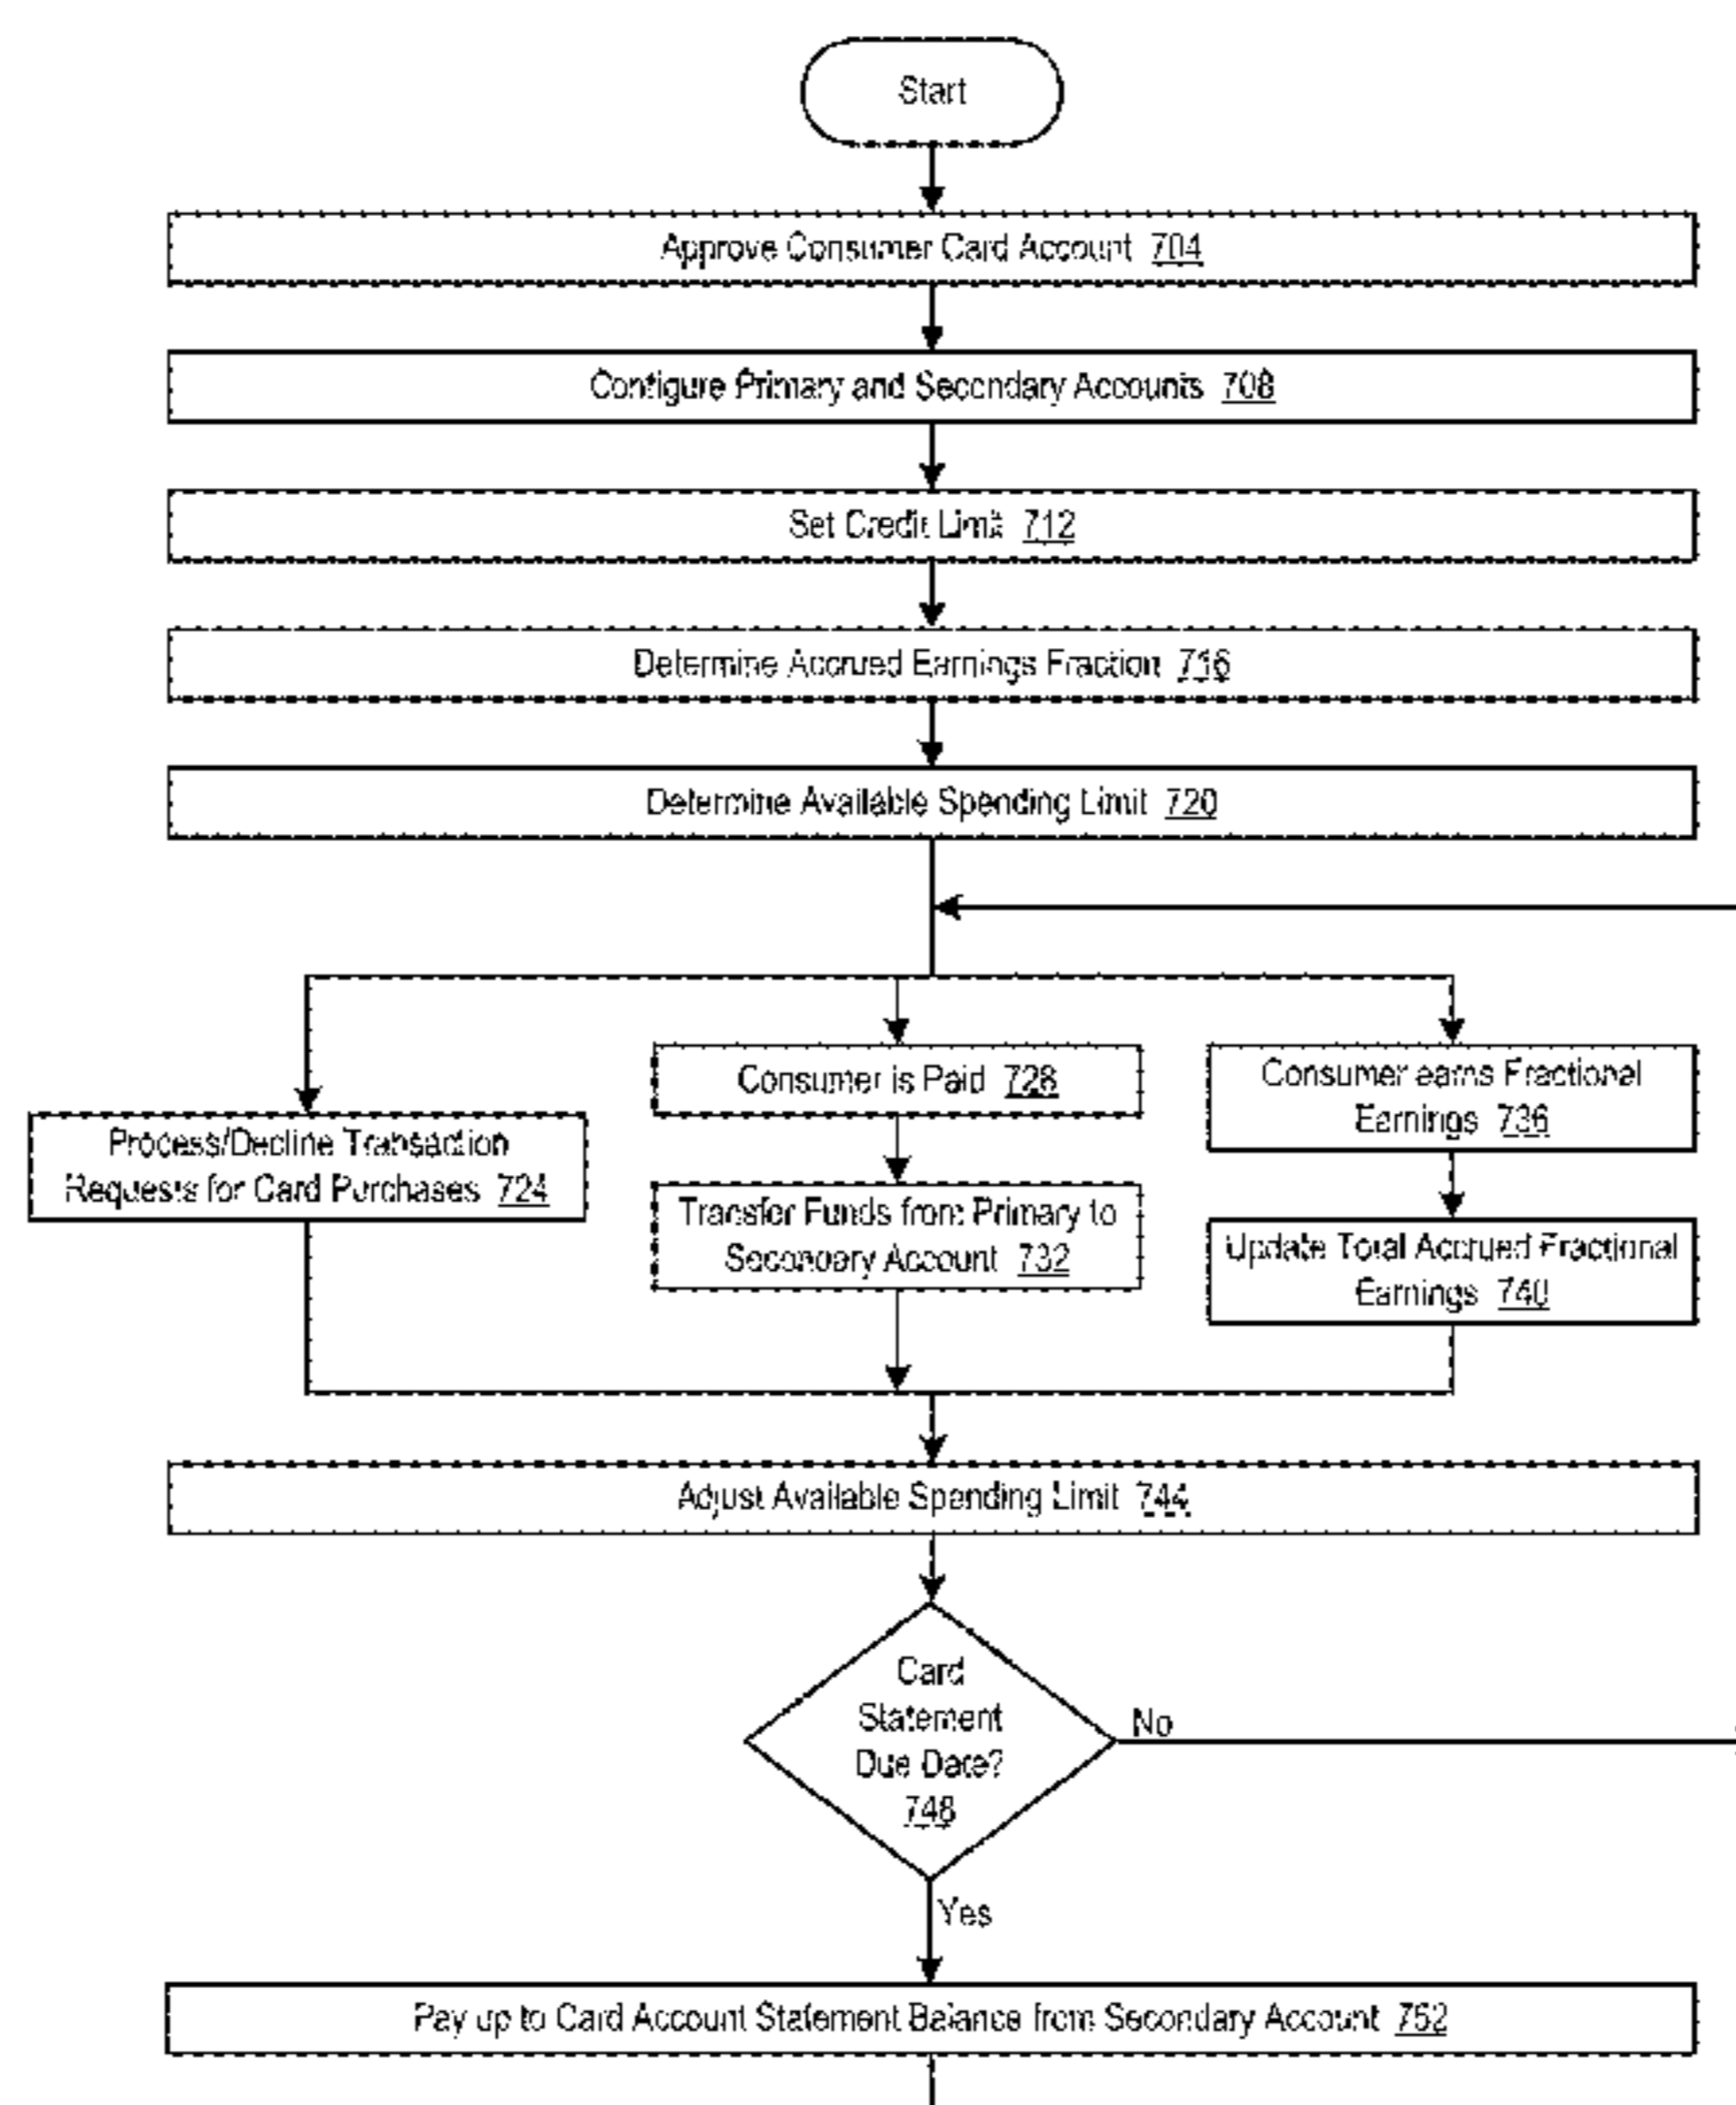 Start
Approve Consumer Card Account 704
Configure Primary and Secondary Accounts 708
Set Credit Limit 712
Determine Accrued Earnings Fraction 716
Determine Available Spending Limit 720
Consumer is Paid 728
Consumer earns Fractional
Earnings 736
Process/Decline Transaction
Requests for Card Purchases 724
Transfer Funds from Primary to
Secondary Account 732
Update Total Accrued Fractional
Earnings 740
Adjust Available Spending Limit 744
Card
Statement
Due Date?
748
No
Yes
Pay up to Card Account Statement Balance from Secondary Account 752